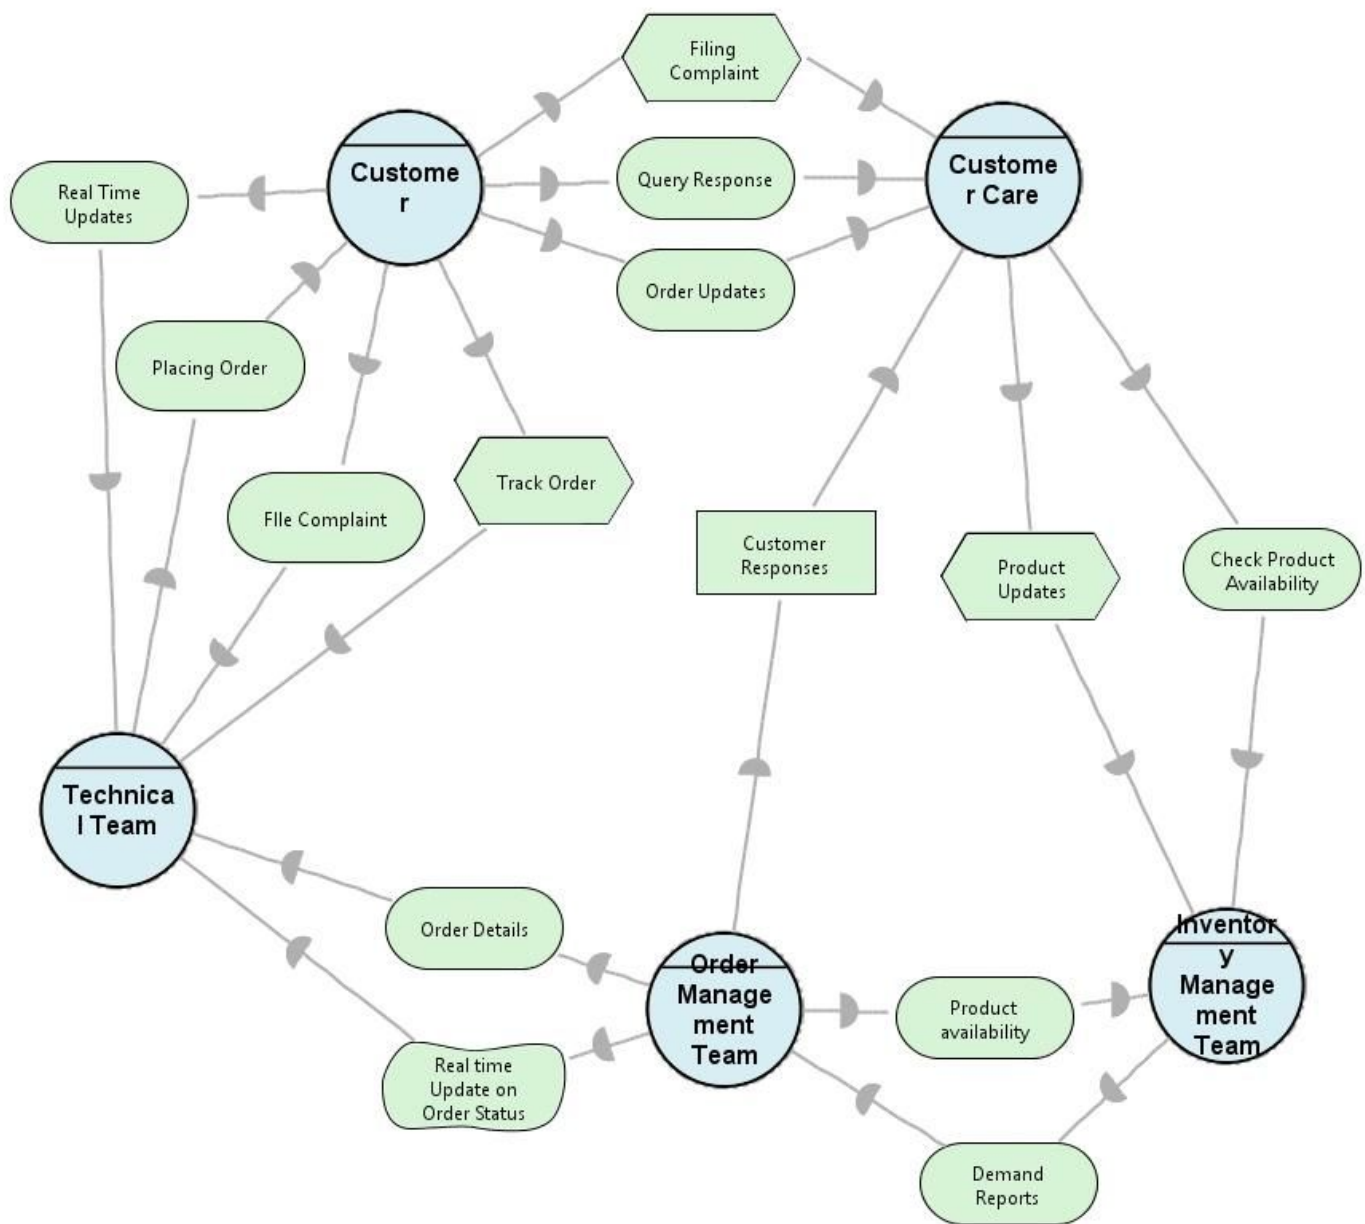 Filing
Complaint
Custome
r
Custome
r Care
Real Time
Updates
Query Response
Order Updates
Placing Order
FIle Complaint
Track Order
Customer
Responses
Product
Updates
Check Product
Availability
Technica
l Team
Order Details
Order
Manage
ment
Team
Inventor
y
Manage
ment
Team
Product
availability
Real time
Update on
Order Status
Demand
Reports